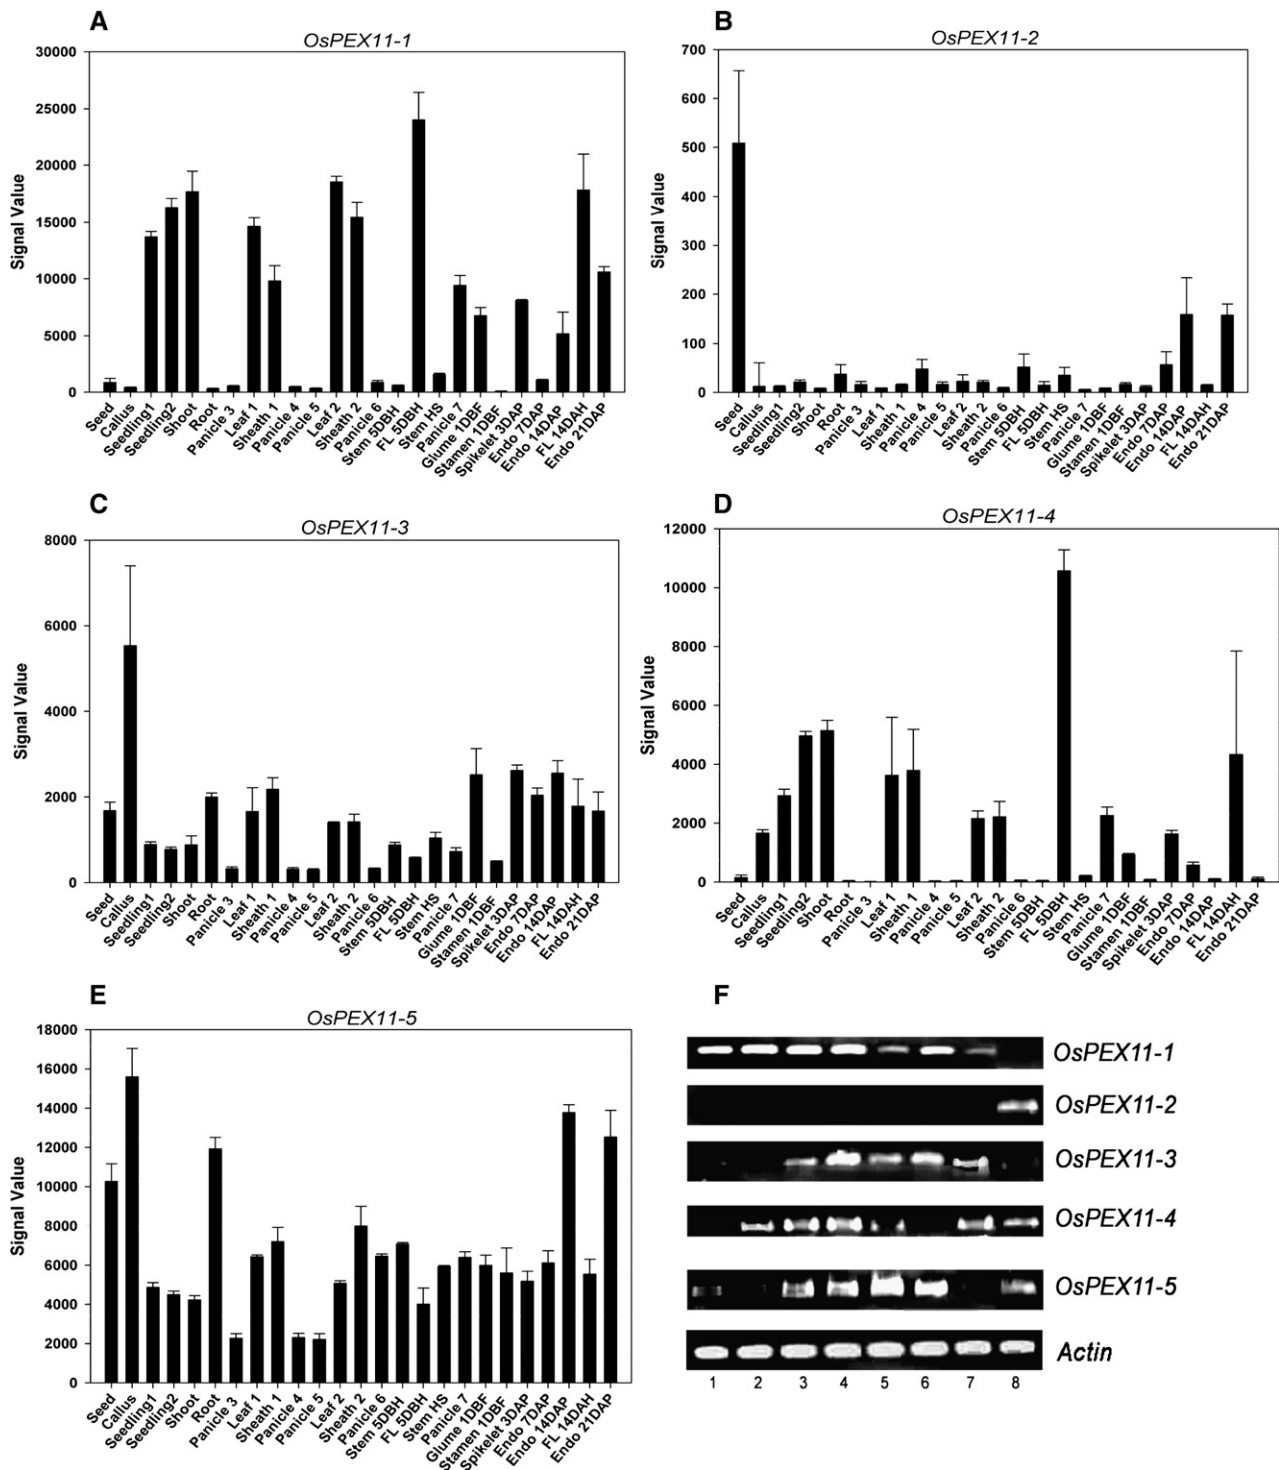 A
OsPEX11-1
30000
25000
20000
15000
10000
5000
0
Signal Value
Seed
Callus
Seedling1
Seedling2
Shoot
Root
Panicle 3
Leaf 1
Sheath 1
Panicle 4
Panicle 5
Leaf 2
Sheath 2
Panicle 6
Stem 5DBH
FL 5DBH
Stem HS
Panicle 7
Glume 1DBF
Stamen 1DBF
Spikelet 3DAP
Endo 7DAP
Endo 14DAP
FL 14DAH
Endo 21DAP
B
OsPEX11-2
700
600
500
400
300
200
100
0
Signal Value
Seed
Callus
Seedling1
Seedling2
Shoot
Root
Panicle 3
Leaf 1
Sheath 1
Panicle 4
Panicle 5
Leaf 2
Sheath 2
Panicle 6
Stem 5DBH
FL 5DBH
Stem HS
Panicle 7
Glume 1DBF
Stamen 1DBF
Spikelet 3DAP
Endo 7DAP
Endo 14DAP
FL 14DAH
Endo 21DAP
C
OsPEX11-3
8000
6000
4000
2000
0
Signal Value
Seed
Callus
Seedling1
Seedling2
Shoot
Root
Panicle 3
Leaf 1
Sheath 1
Panicle 4
Panicle 5
Leaf 2
Sheath 2
Panicle 6
Stem 5DBH
FL 5DBH
Stem HS
Panicle 7
Glume 1DBF
Stamen 1DBF
Spikelet 3DAP
Endo 7DAP
Endo 14DAP
FL 14DAH
Endo 21DAP
D
OsPEX11-4
12000
10000
8000
6000
4000
2000
0
Signal Value
Seed
Callus
Seedling1
Seedling2
Shoot
Root
Panicle 3
Leaf 1
Sheath 1
Panicle 4
Panicle 5
Leaf 2
Sheath 2
Panicle 6
Stem 5DBH
FL 5DBH
Stem HS
Panicle 7
Glume 1DBF
Stamen 1DBF
Spikelet 3DAP
Endo 7DAP
Endo 14DAP
FL 14DAH
Endo 21DAP
E
OsPEX11-5
18000
16000
14000
12000
10000
8000
6000
4000
2000
0
Signal Value
Seed
Callus
Seedling1
Seedling2
Shoot
Root
Panicle 3
Leaf 1
Sheath 1
Panicle 4
Panicle 5
Leaf 2
Sheath 2
Panicle 6
Stem 5DBH
FL 5DBH
Stem HS
Panicle 7
Glume 1DBF
Stamen 1DBF
Spikelet 3DAP
Endo 7DAP
Endo 14DAP
FL 14DAH
Endo 21DAP
F
OsPEX11-1
OsPEX11-2
OsPEX11-3
OsPEX11-4
OsPEX11-5
Actin
1 2 3 4 5 6 7 8